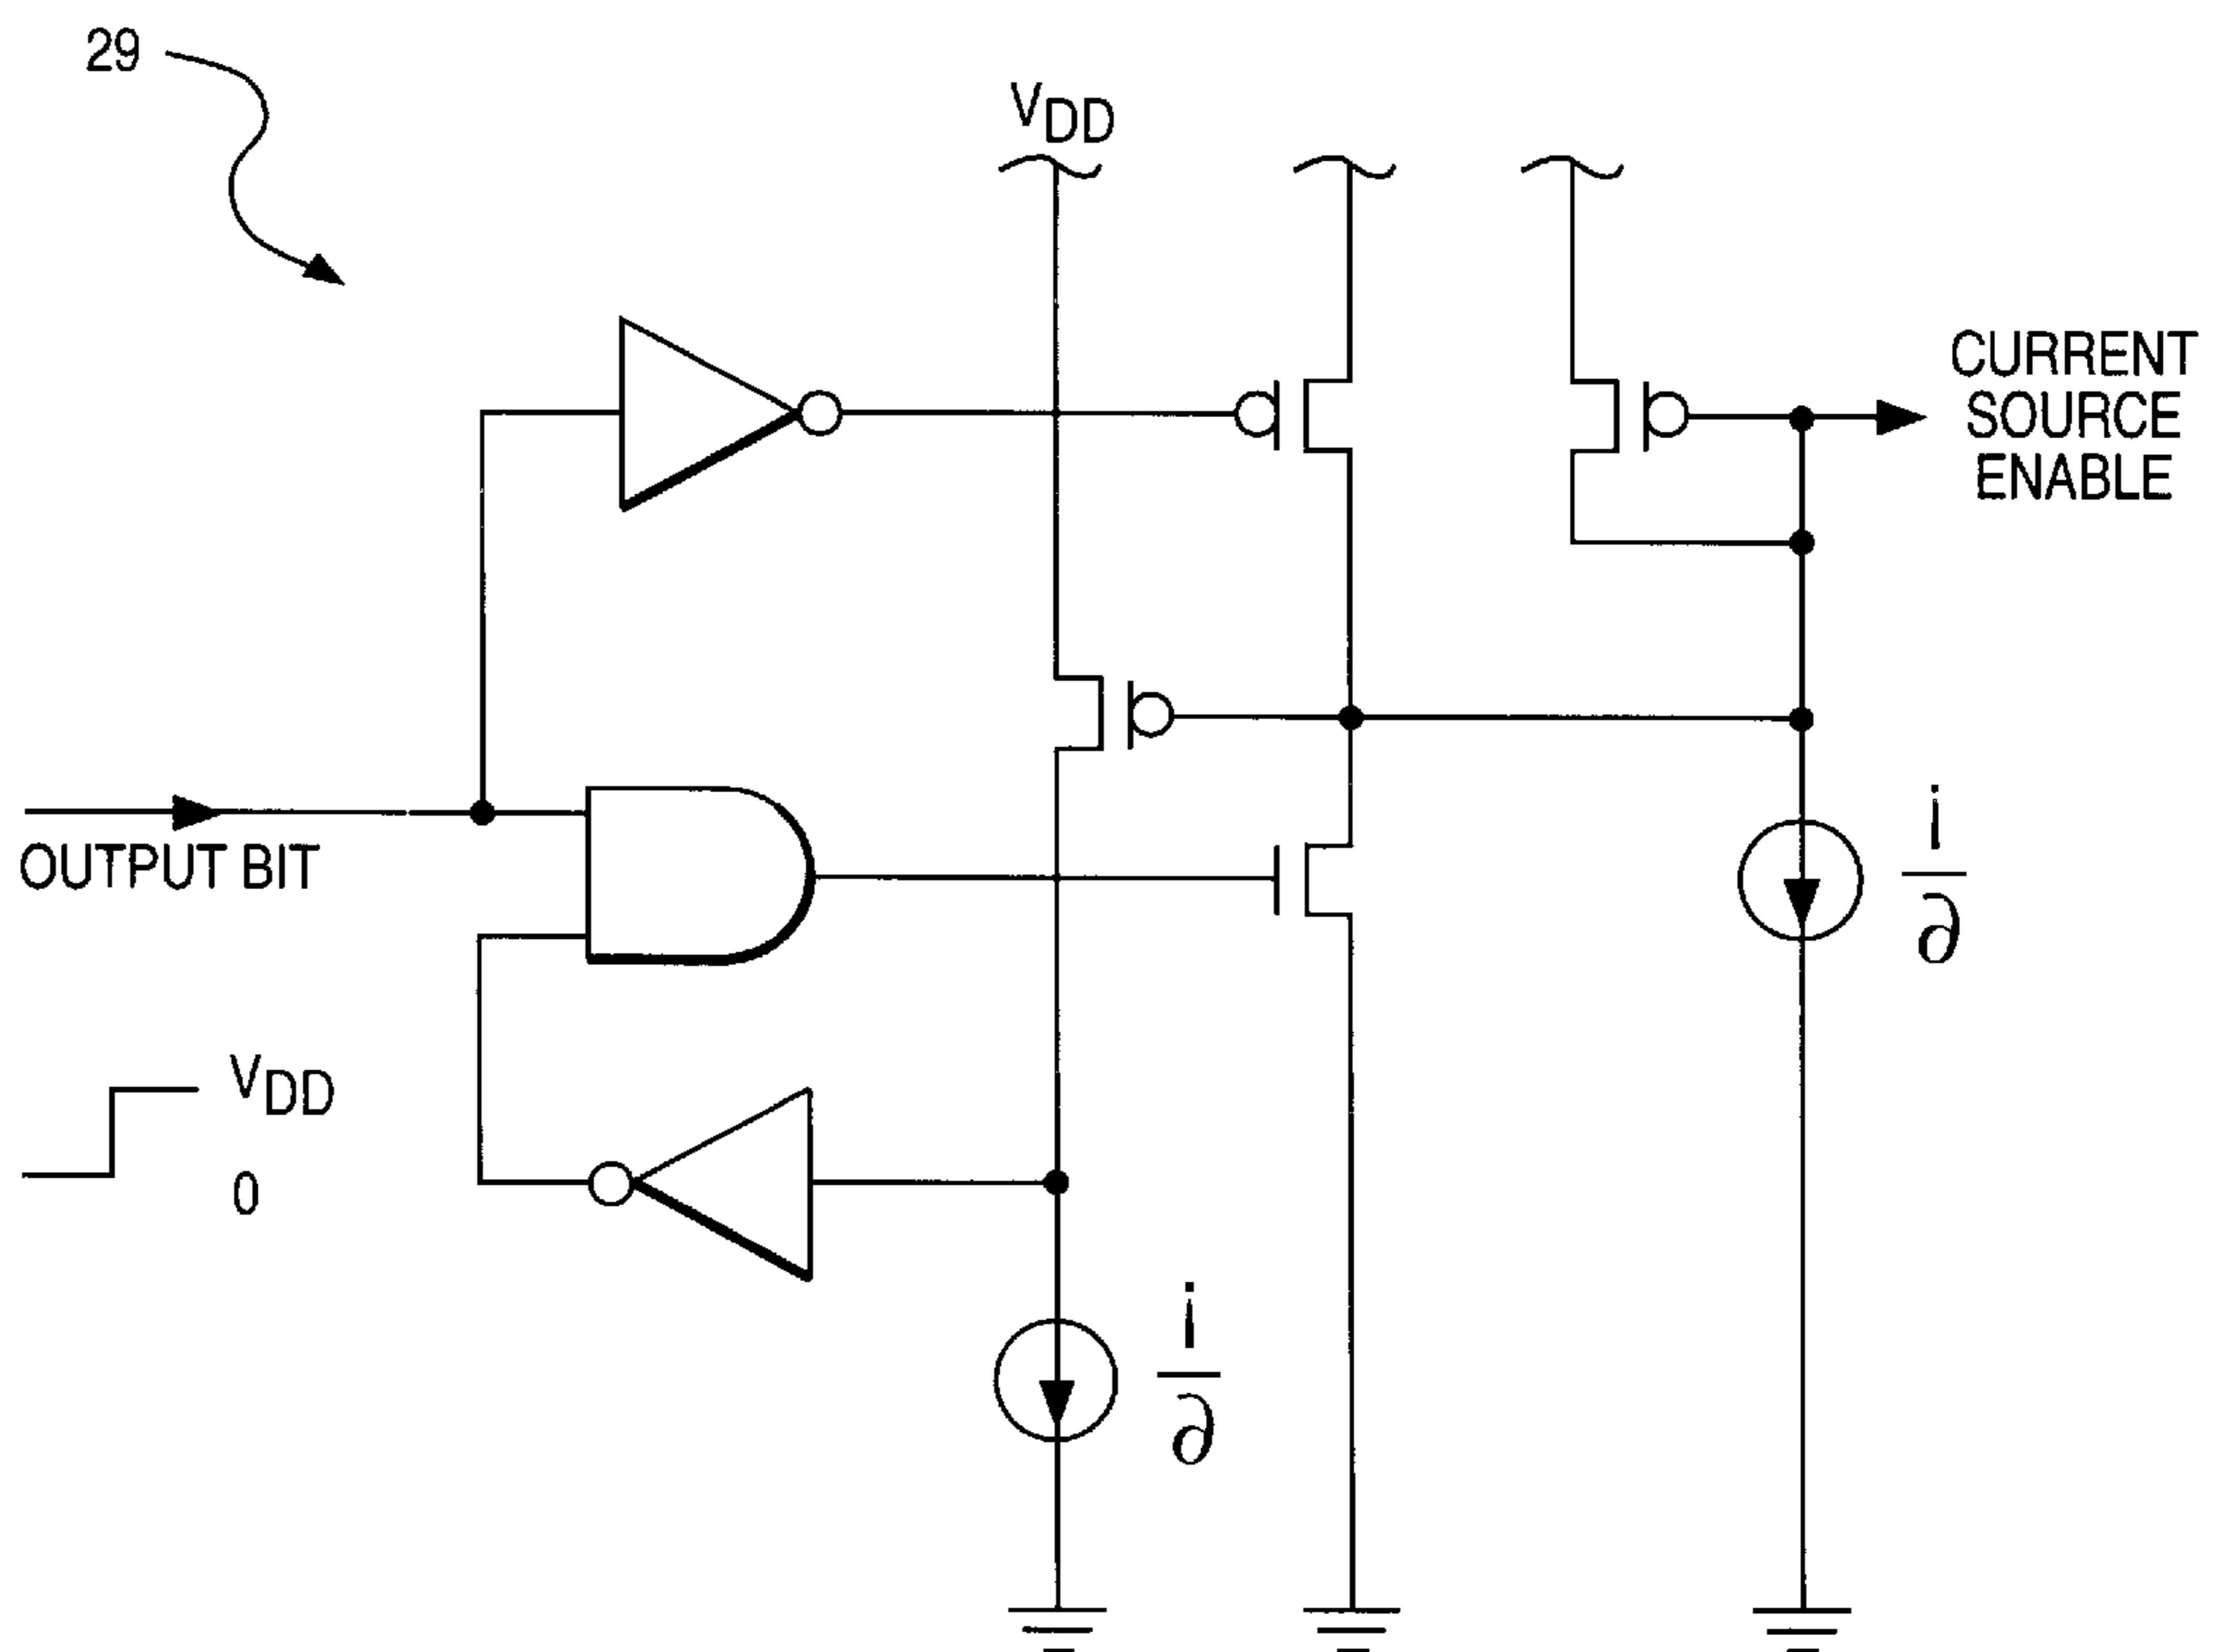 29
VDD
CURRENT
SOURCE
ENABLE
OUTPUT BIT
i
∂
VDD
0
i
∂